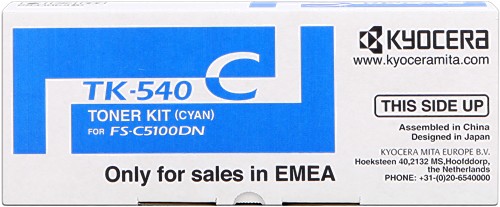 KYOCERA
www.kyoceramita.com
TK-540 C
TONER KIT (CYAN)
FOR FS-C5100DN
THIS SIDE UP
Assembled in China
Designed in Japan
KYOCERA MITA EUROPE B.V.
Hoeksteen 40,2132 MS,Hoofddorp,
the Netherlands
PHONE: +31-(0)20-6540000
Only for sales in EMEA